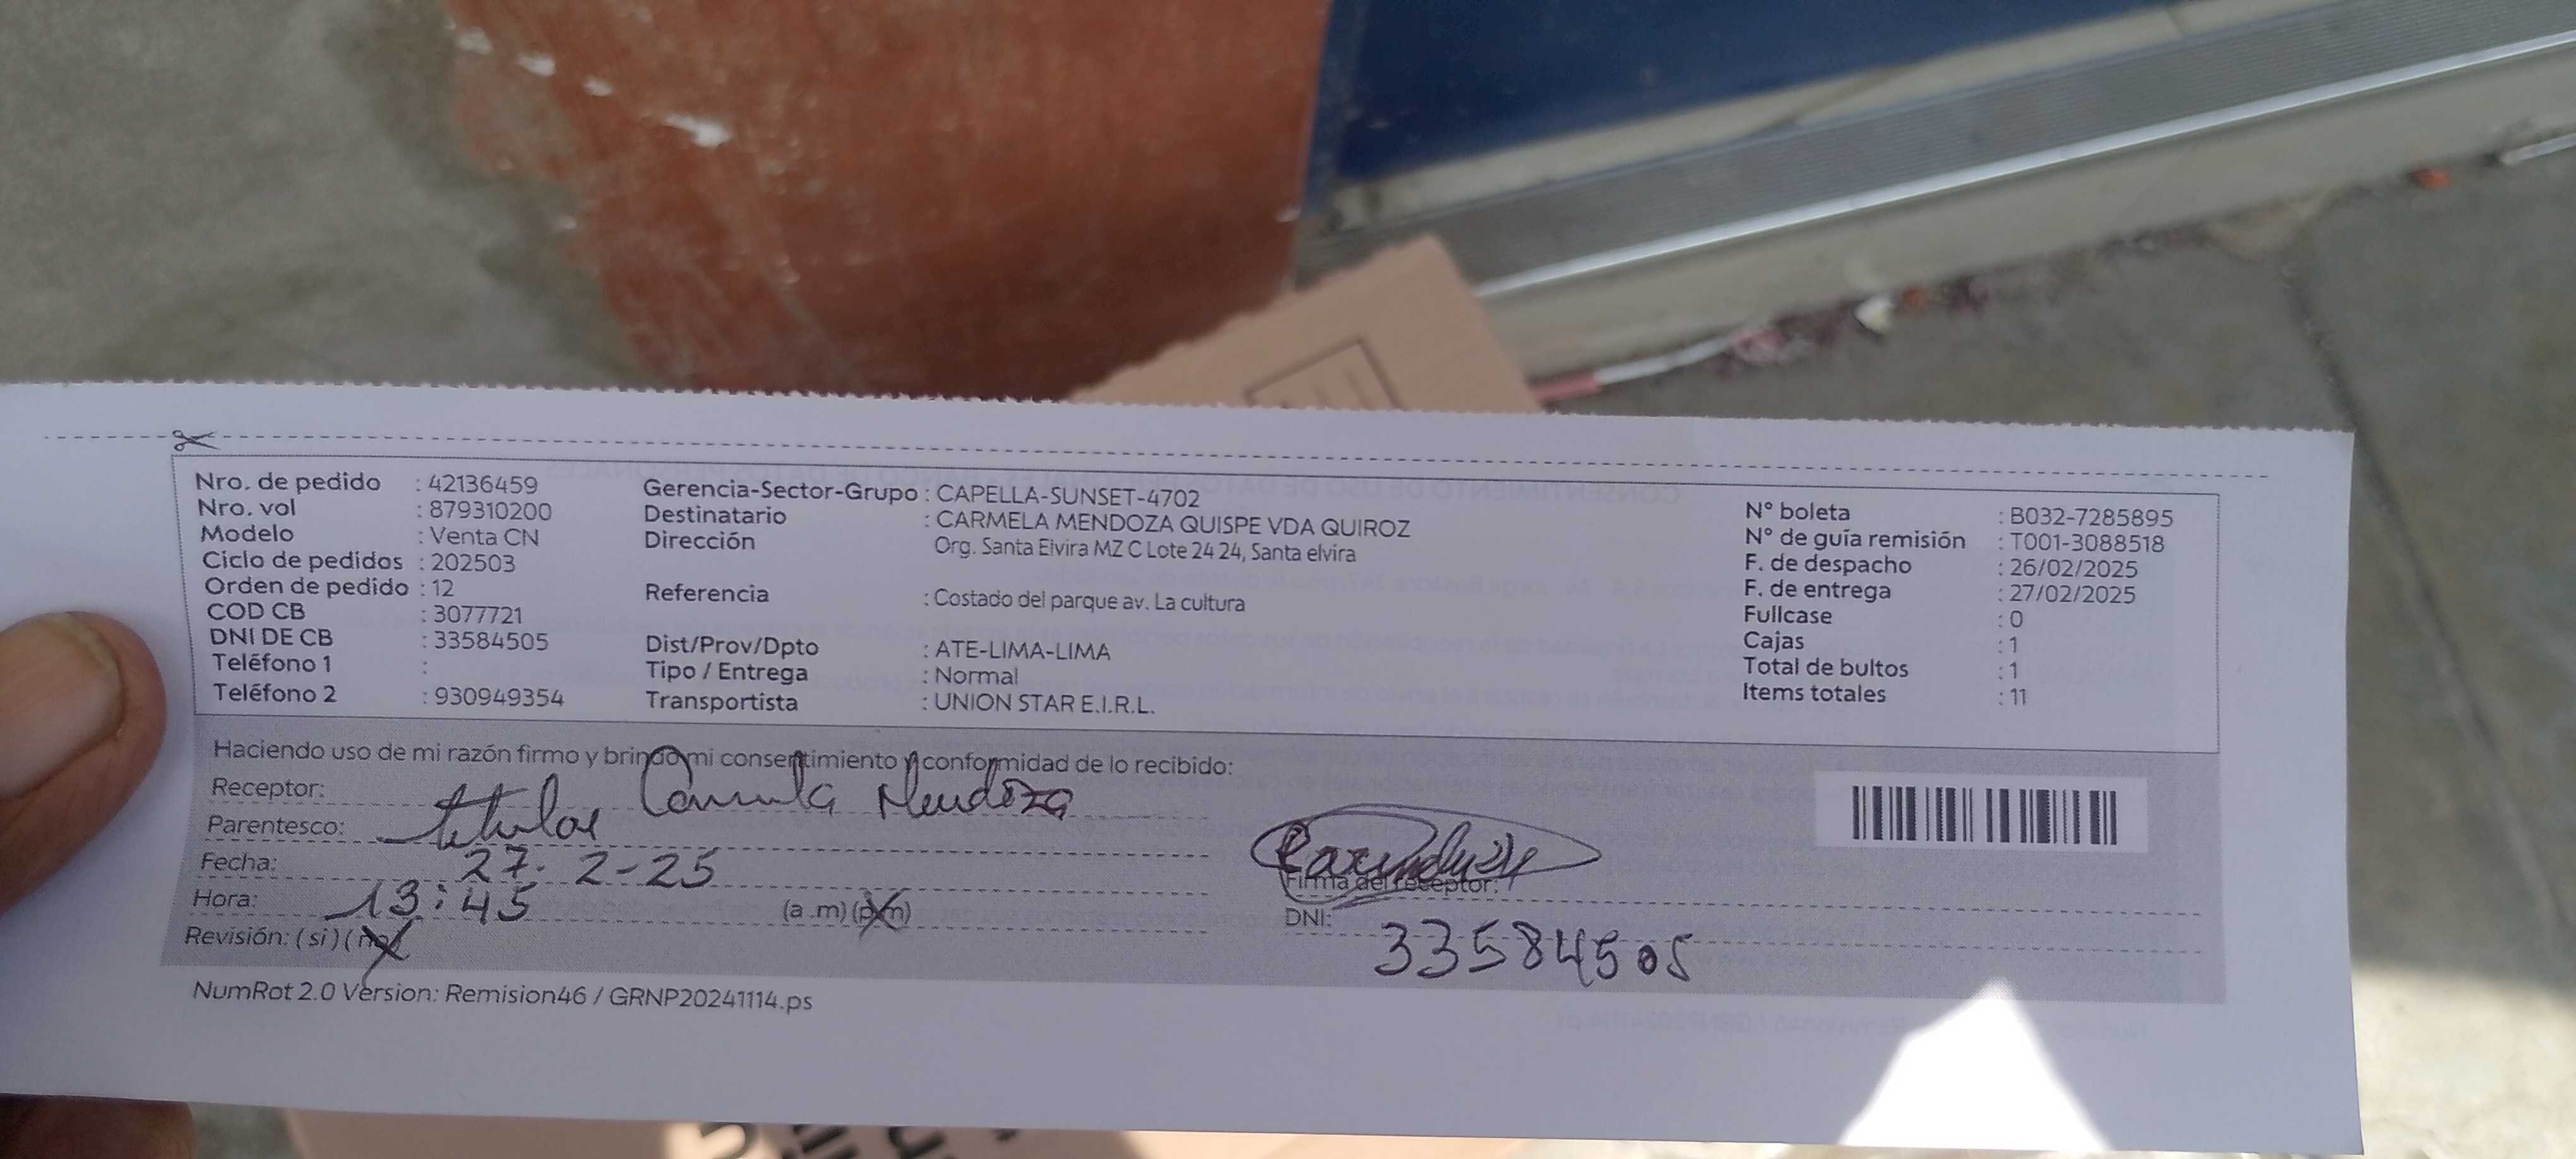 Nro. de pedido : 42136459
Nro. vol : 879310200
Modelo : Venta CN
Ciclo de pedidos : 202503
Orden de pedido : 12
COD CB : 3077721
DNI DE CB : 33584505
Teléfono 1 :
Teléfono 2 : 930949354
Gerencia-Sector-Grupo : CAPELLA-SUNSET-4702
Destinatario : CARMELA MENDOZA QUISPE VDA QUIROZ
Dirección Org. Santa Elvira MZ C Lote 24 24, Santa elvira
Referencia : Costado del parque av. La cultura
Dist/Prov/Dpto : ATE-LIMA-LIMA
Tipo / Entrega : Normal
Transportista : UNION STAR E.I.R.L.
N° boleta : B032-7285895
N° de guía remisión : T001-3088518
F. de despacho : 26/02/2025
F. de entrega : 27/02/2025
Fullcase : 0
Cajas : 1
Total de bultos : 1
Items totales : 11
Haciendo uso de mi razón firmo y brindo mi consentimiento y conformidad de lo recibido:
Receptor: Mendoza
Parentesco: titular
Fecha: 27. 2-25
Hora: 13:45 (a.m) (p.m)
Revisión: (si) (no)
Firma del receptor:
DNI: 33584505
NumRot 2.0 Version: Remision46 / GRNP20241114.ps